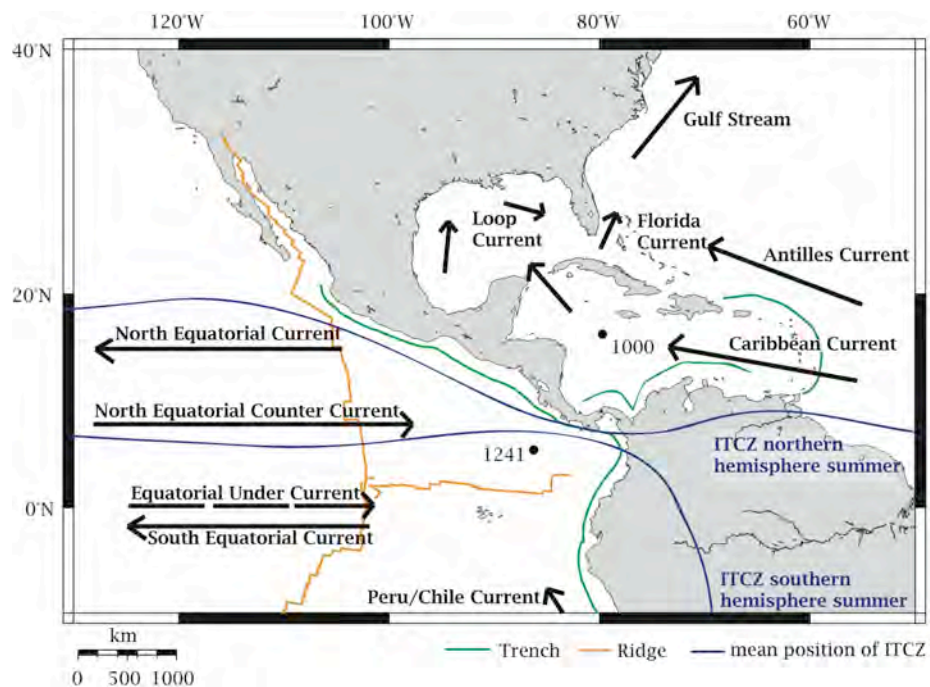 120°W 100°W 80°W 60°W
40°N
Gulf Stream
Loop
Current
Florida
Current
Antilles Current
20°N
North Equatorial Current
1000
Caribbean Current
North Equatorial Counter Current
1241
ITCZ northern
hemisphere summer
Equatorial Under Current
0°N
South Equatorial Current
ITCZ southern
hemisphere summer
Peru/Chile Current
km
0 500 1000
Trench Ridge mean position of ITCZ